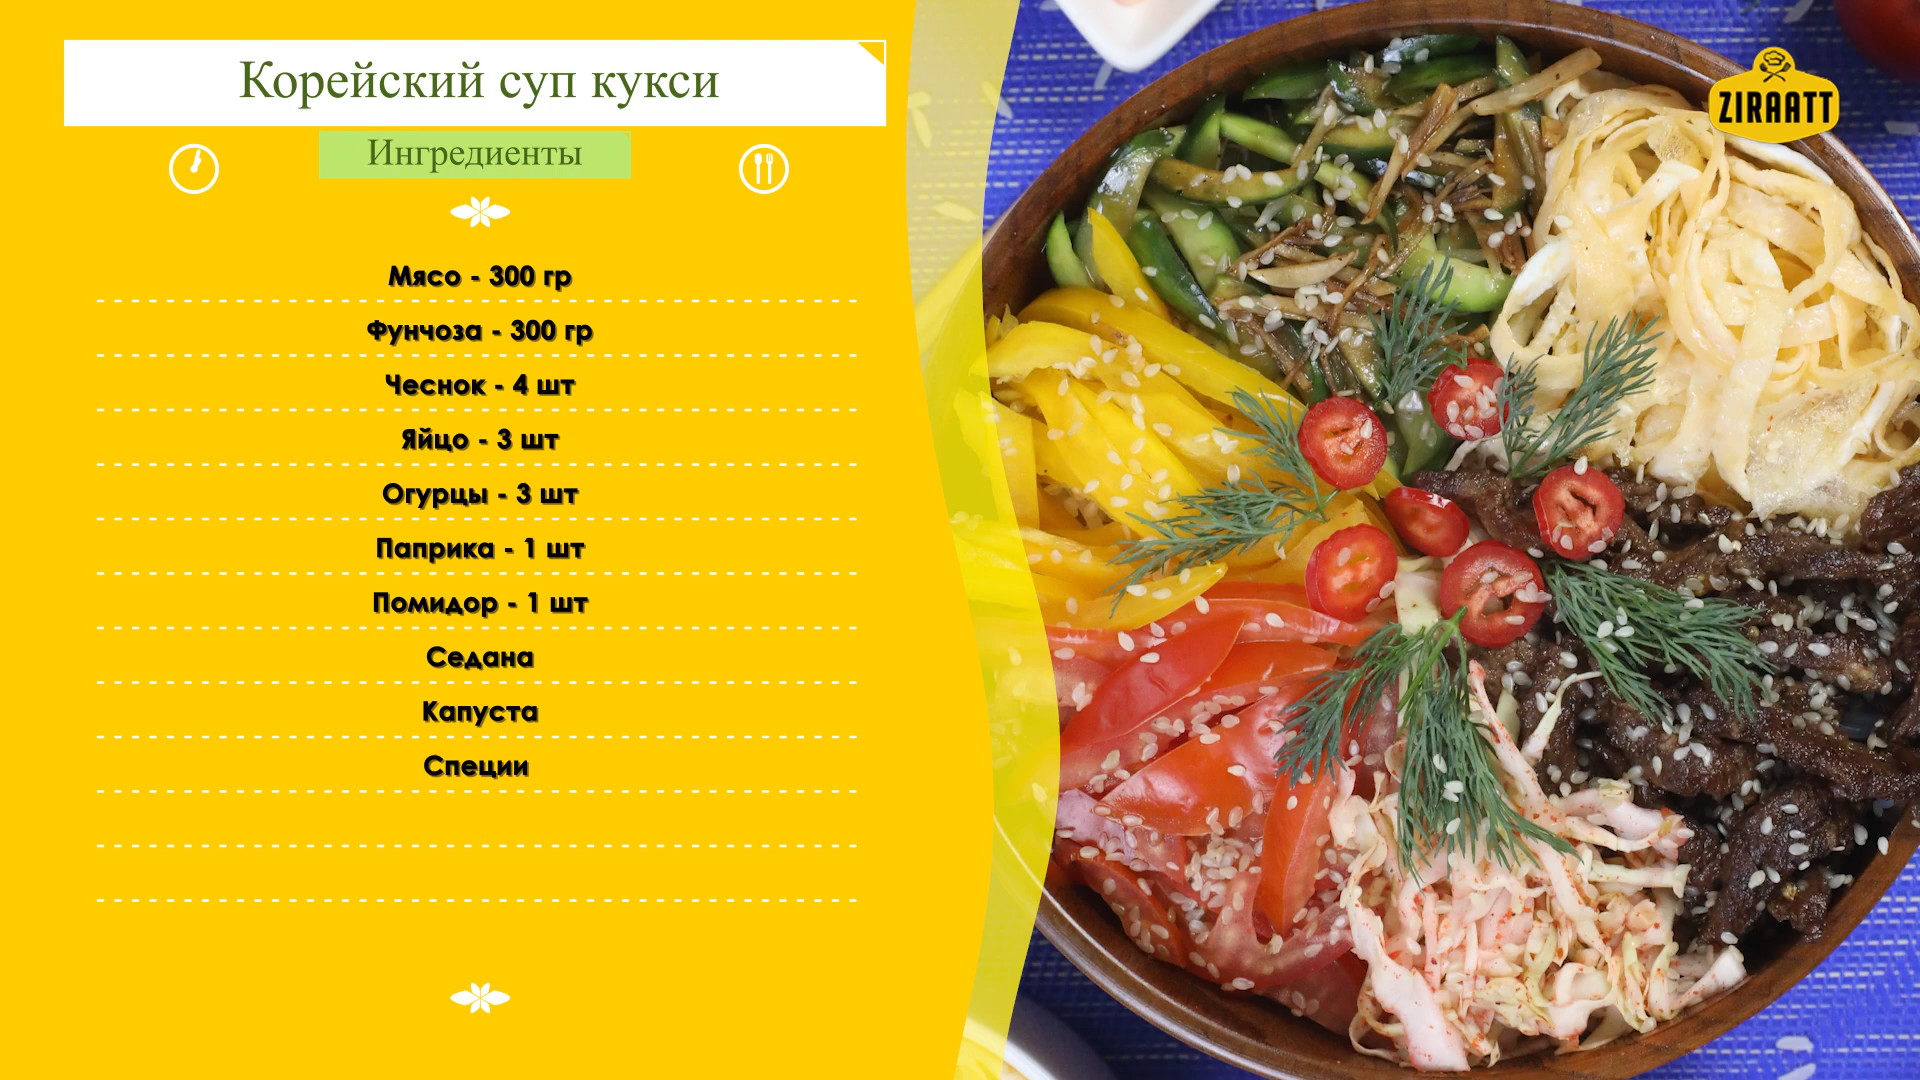 Корейский суп кукси
Ингредиенты
Мясо - 300 гр
Фунчоза - 300 гр
Чеснок - 4 шт
Яйцо - 3 шт
Огурцы - 3 шт
Паприка - 1 шт
Помидор - 1 шт
Седана
Капуста
Специи
ZIRAATT